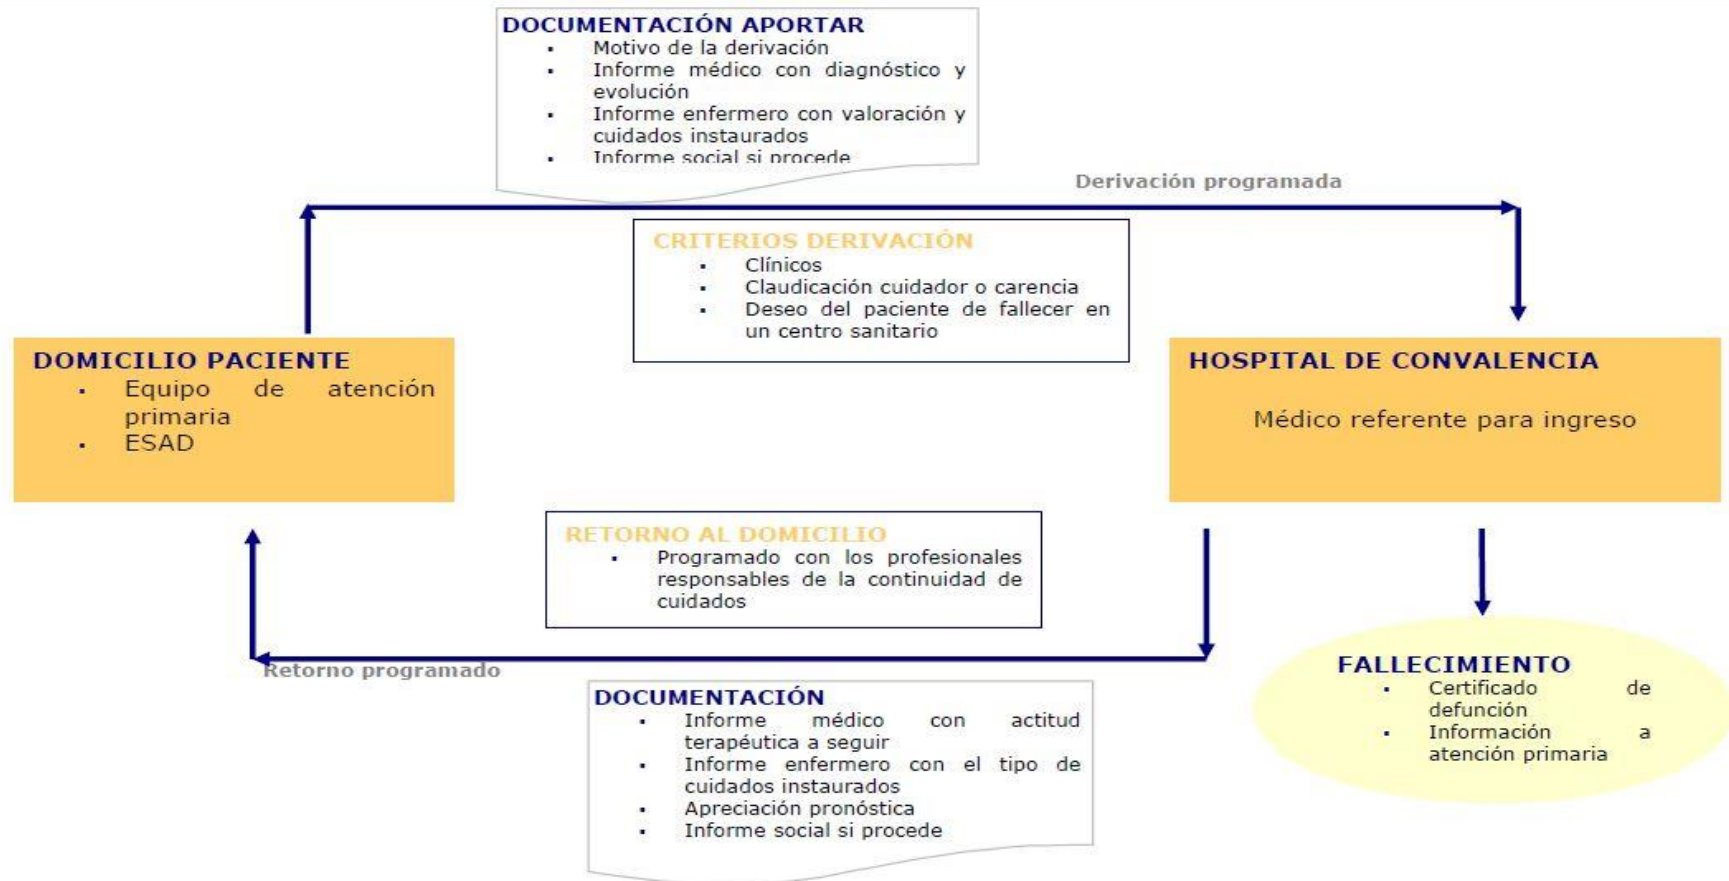 DOCUMENTACIÓN APORTAR
▪ Motivo de la derivación
▪ Informe médico con diagnóstico y
evolución
▪ Informe enfermero con valoración y
cuidados instaurados
▪ Informe social si procede
Derivación programada
CRITERIOS DERIVACIÓN
▪ Clínicos
▪ Claudicación cuidador o carencia
▪ Deseo del paciente de fallecer en
un centro sanitario
DOMICILIO PACIENTE
▪ Equipo de atención
primaria
▪ ESAD
HOSPITAL DE CONVALENCIA
Médico referente para ingreso
RETORNO AL DOMICILIO
▪ Programado con los profesionales
responsables de la continuidad de
cuidados
Retorno programado
DOCUMENTACIÓN
▪ Informe médico con actitud
terapéutica a seguir
▪ Informe enfermero con el tipo de
cuidados instaurados
▪ Apreciación pronóstica
▪ Informe social si procede
FALLECIMIENTO
▪ Certificado de
defunción
▪ Información a
atención primaria